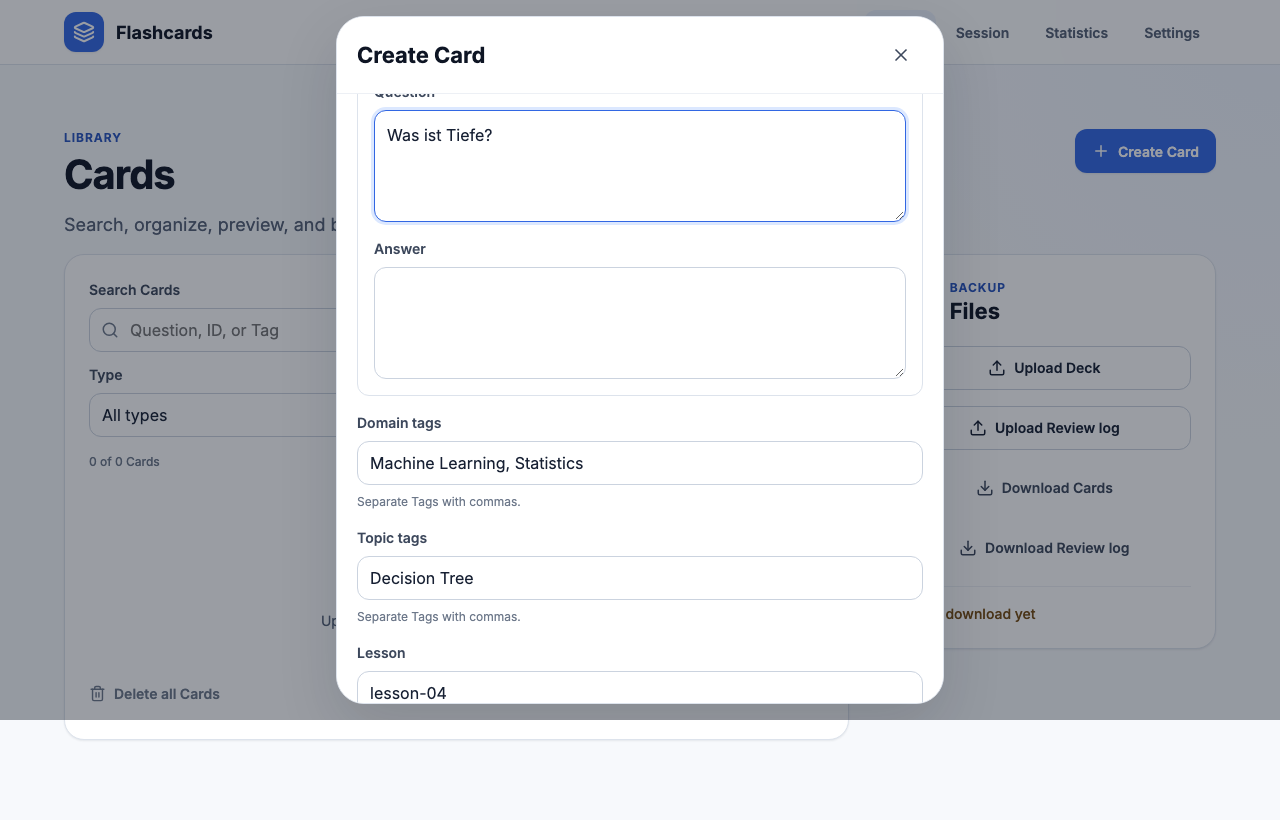 Flashcards
Session
Statistics
Settings
Create Card
LIBRARY
Cards
Search, organize, preview, and b
Create Card
Search Cards
Question, ID, or Tag
Type
All types
0 of 0 Cards
Up
Delete all Cards
Question
Was ist Tiefe?
Answer
Domain tags
Machine Learning, Statistics
Separate Tags with commas.
Topic tags
Decision Tree
Separate Tags with commas.
Lesson
lesson-04
BACKUP
Files
Upload Deck
Upload Review log
Download Cards
Download Review log
download yet